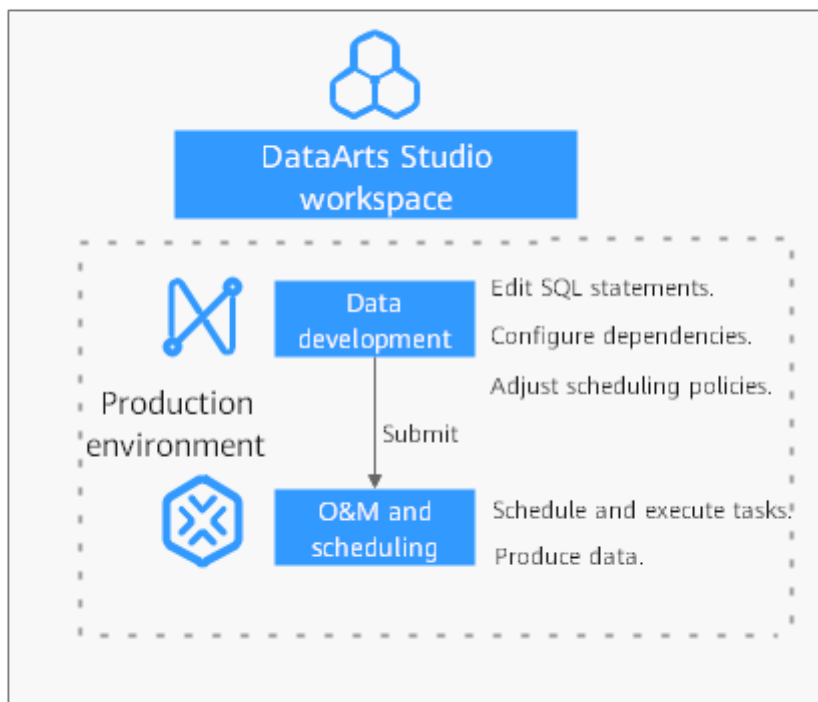 DataArts Studio
workspace
Data
development
Edit SQL statements.
Configure dependencies.
Adjust scheduling policies.
Production
environment
Submit
O&M and
scheduling
Schedule and execute tasks.
Produce data.